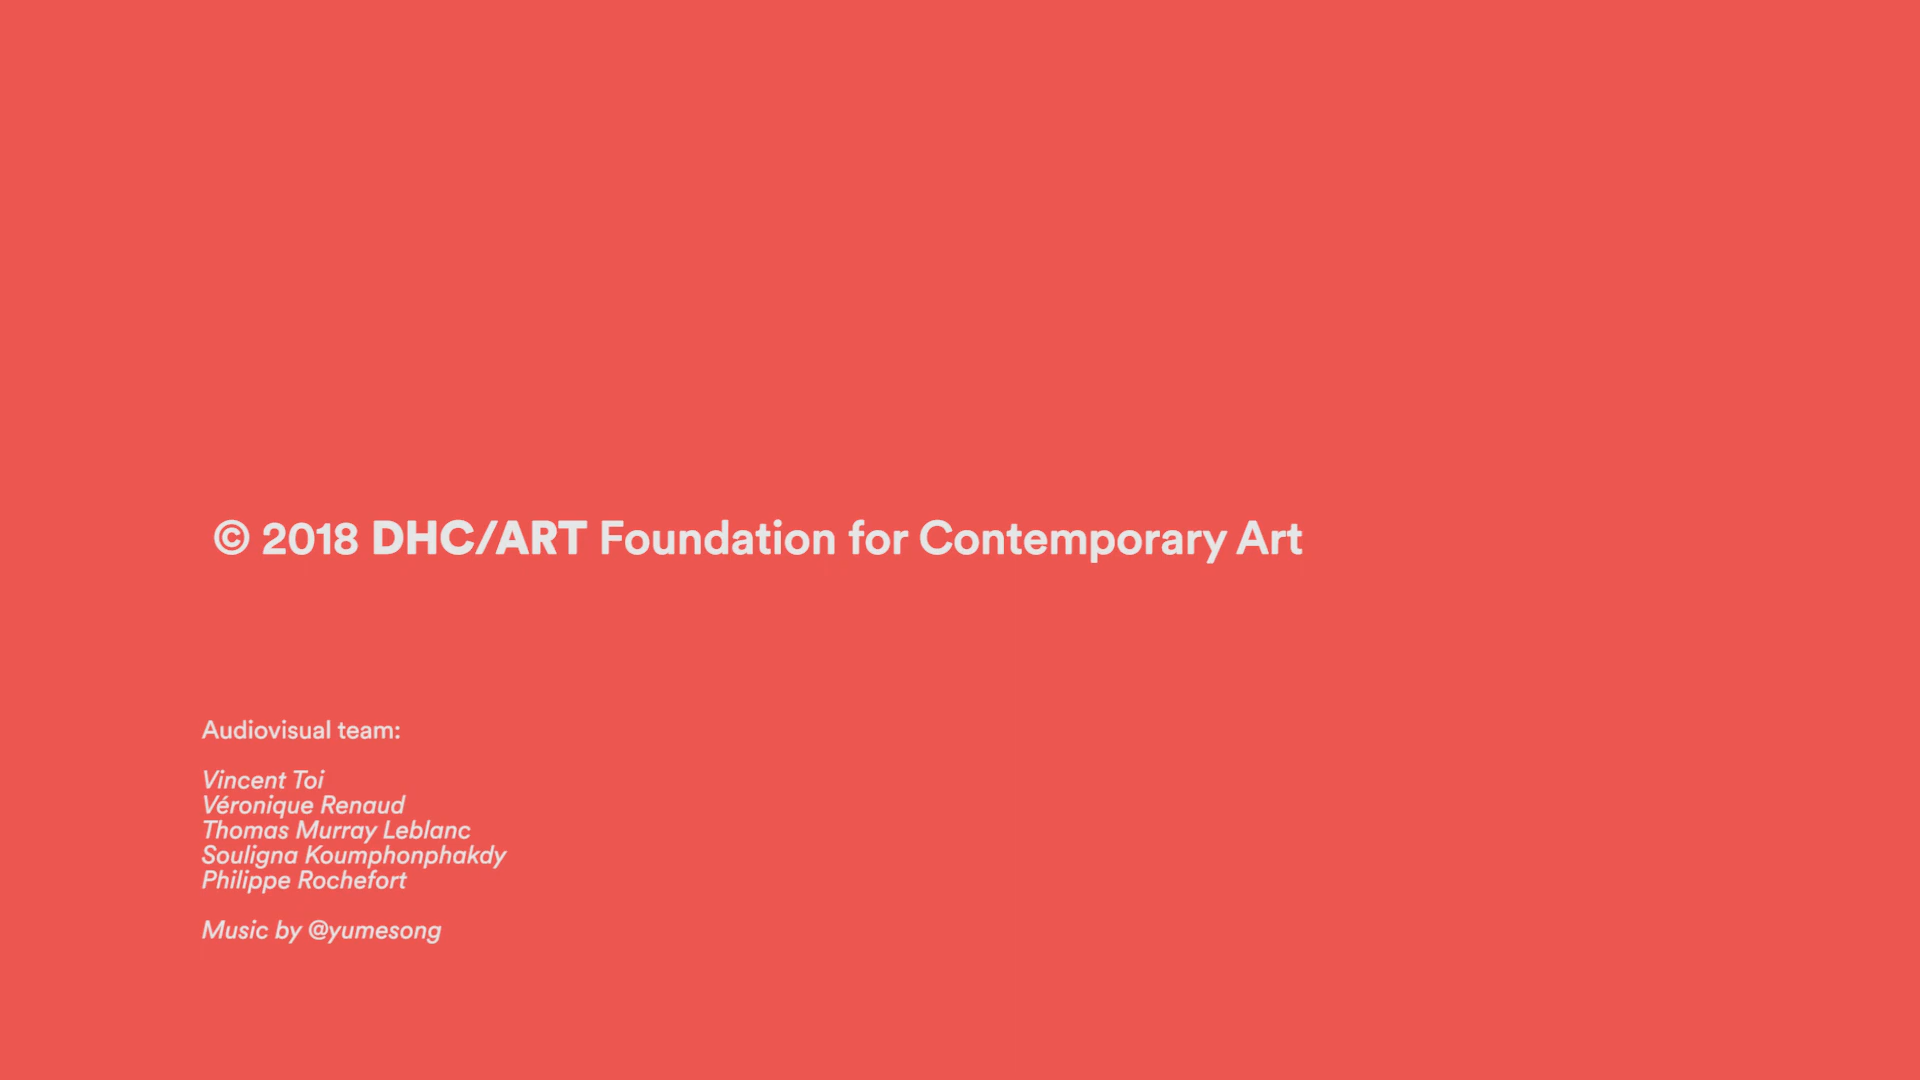 © 2018 DHC/ART Foundation for Contemporary Art
Audiovisual team:
Vincent Toi
Véronique Renaud
Thomas Murray Leblanc
Souligna Koumphonphakdy
Philippe Rochefort
Music by @yumesong